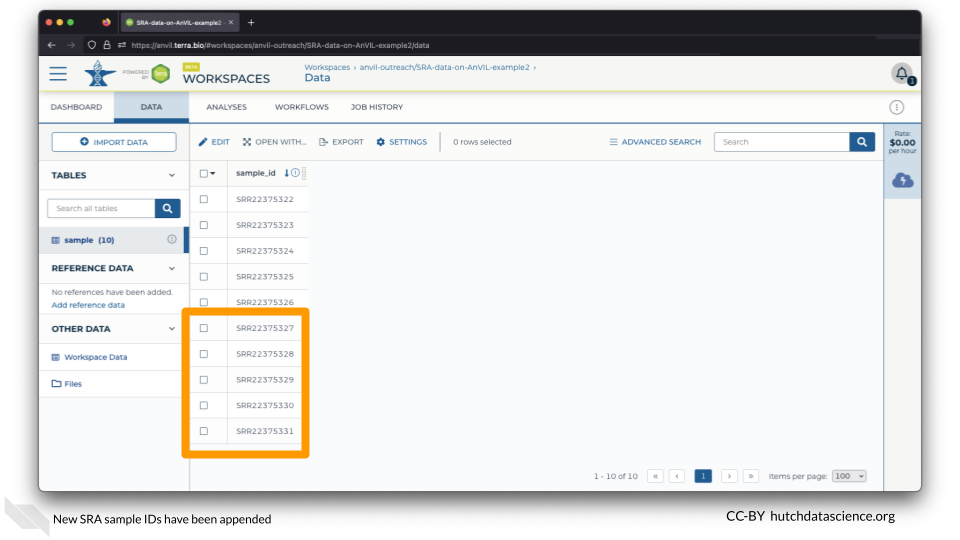 SRA-data-on-AnVIL-example2 -
https://anvil.terra.bio/#workspaces/anvil-outreach/SRA-data-on-AnVIL-example2/data
POWERED BY Terra
BETA
WORKSPACES
Workspaces › anvil-outreach/SRA-data-on-AnVIL-example2 ›
Data
1
DASHBOARD DATA ANALYSES WORKFLOWS JOB HISTORY
IMPORT DATA EDIT OPEN WITH... EXPORT SETTINGS 0 rows selected ADVANCED SEARCH Search
Rate:
$0.00
per hour
TABLES
Search all tables
sample (10)
REFERENCE DATA
No references have been added.
Add reference data
OTHER DATA
Workspace Data
Files
sample_id
SRR22375322
SRR22375323
SRR22375324
SRR22375325
SRR22375326
SRR22375327
SRR22375328
SRR22375329
SRR22375330
SRR22375331
1 - 10 of 10 « ‹ 1 › » Items per page: 100
New SRA sample IDs have been appended
CC-BY hutchdatascience.org